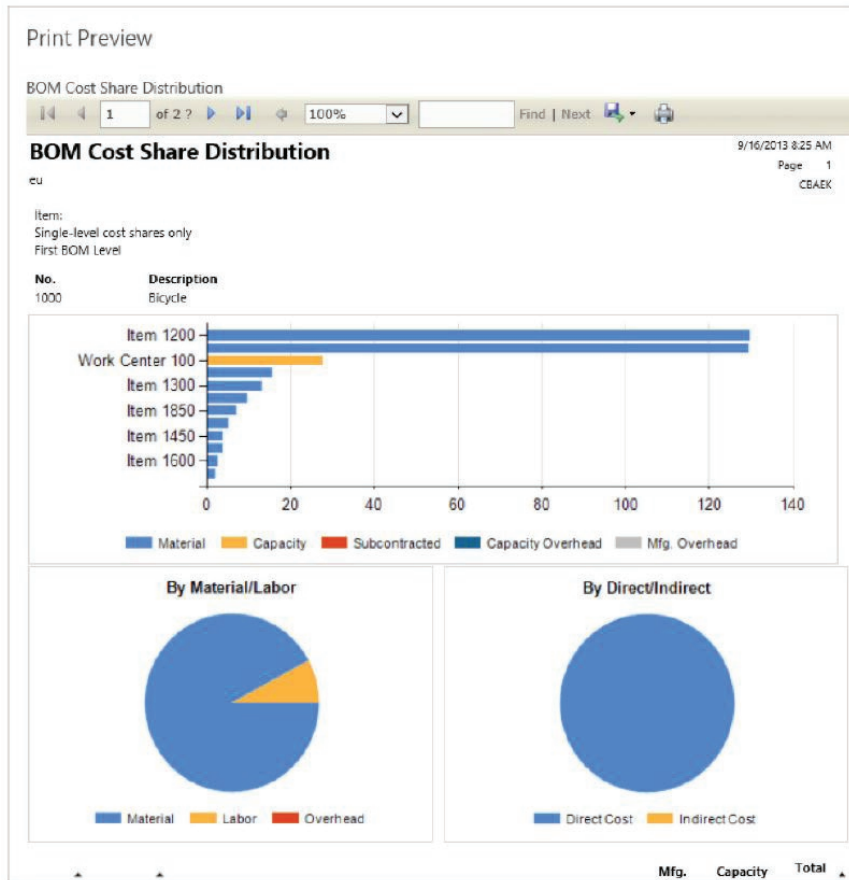 Print Preview
BOM Cost Share Distribution
1 of 2 ? 100% Find | Next
BOM Cost Share Distribution
9/16/2013 8:25 AM
Page 1
eu
CBAEK
Item:
Single-level cost shares only
First BOM Level
No. Description
1000 Bicycle
Item 1200
Work Center 100
Item 1300
Item 1850
Item 1450
Item 1600
0 20 40 60 80 100 120 140
Material Capacity Subcontracted Capacity Overhead Mfg. Overhead
By Material/Labor
Material Labor Overhead
By Direct/Indirect
Direct Cost Indirect Cost
Mfg. Capacity Total